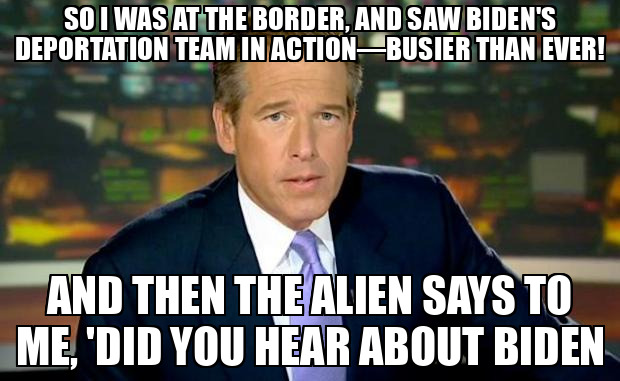 SO I WAS AT THE BORDER, AND SAW BIDEN'S
DEPORTATION TEAM IN ACTION—BUSIER THAN EVER!
AND THEN THE ALIEN SAYS TO
ME, 'DID YOU HEAR ABOUT BIDEN